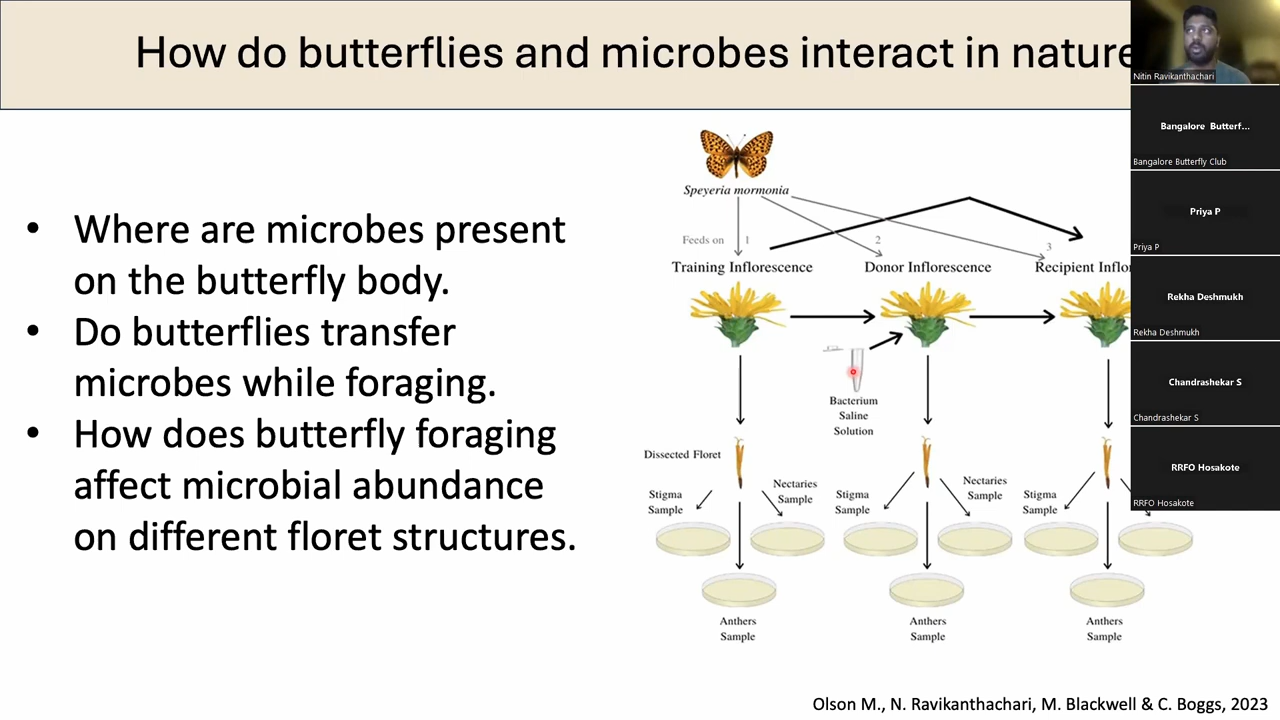 How do butterflies and microbes interact in nature
• Where are microbes present
on the butterfly body.
• Do butterflies transfer
microbes while foraging.
• How does butterfly foraging
affect microbial abundance
on different floret structures.
Speyeria mormonia
Feeds on 1 2 3
Training Inflorescence Donor Inflorescence Recipient Inflor
Bacterium
Saline
Solution
Dissected Floret
Stigma
Sample
Nectaries
Sample
Stigma
Sample
Nectaries
Sample
Stigma
Sample
Anthers
Sample
Anthers
Sample
Anthers
Sample
Olson M., N. Ravikanthachari, M. Blackwell & C. Boggs, 2023
Nitin Ravikanthachari
Bangalore Butterf...
Bangalore Butterfly Club
Priya P
Priya P
Rekha Deshmukh
Rekha Deshmukh
Chandrashekar S
Chandrashekar S
RRFO Hosakote
RRFO Hosakote